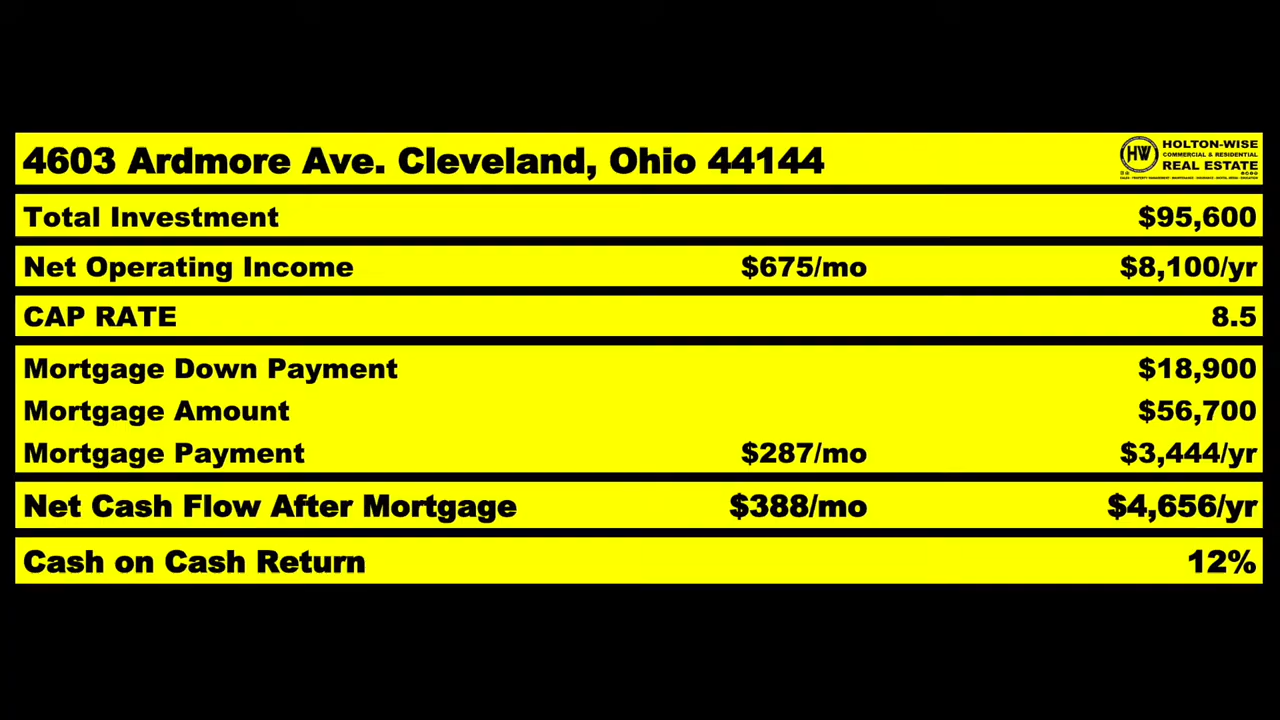 4603 Ardmore Ave. Cleveland, Ohio 44144
HW
HOLTON-WISE
COMMERCIAL & RESIDENTIAL
REAL ESTATE
Total Investment $95,600
Net Operating Income $675/mo $8,100/yr
CAP RATE 8.5
Mortgage Down Payment $18,900
Mortgage Amount $56,700
Mortgage Payment $287/mo $3,444/yr
Net Cash Flow After Mortgage $388/mo $4,656/yr
Cash on Cash Return 12%